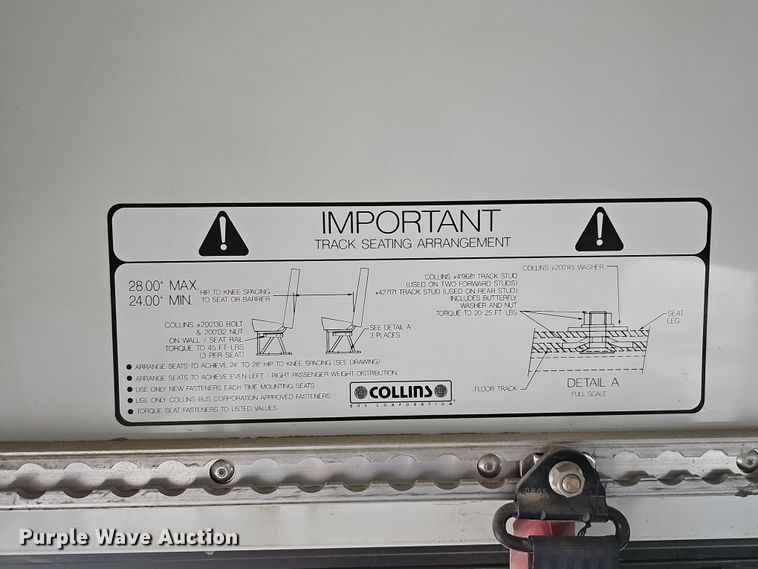 IMPORTANT
TRACK SEATING ARRANGEMENT
28.00" MAX.
24.00" MIN.
HIP TO KNEE SPACING
TO SEAT OR BARRIER
COLLINS #200130 BOLT
& 200132 NUT
ON WALL / SEAT RAIL
TORQUE TO 45 FT-LBS
(3 PER SEAT)
SEE DETAIL A
3 PLACES
COLLINS #419681 TRACK STUD
(USED ON TWO FORWARD STUDS)
#427171 TRACK STUD (USED ON REAR STUD)
INCLUDES BUTTERFLY
WASHER AND NUT
TORQUE TO 20 25 FT LBS
COLLINS #200145 WASHER
SEAT
LEG
FLOOR TRACK
DETAIL A
FULL SCALE
● ARRANGE SEATS TO ACHIEVE 24" TO 28" HIP TO KNEE SPACING (SEE DRAWING)
● ARRANGE SEATS TO ACHIEVE EVEN LEFT / RIGHT PASSENGER WEIGHT DISTRIBUTION
● USE ONLY NEW FASTENERS EACH TIME MOUNTING SEATS
● USE ONLY COLLINS BUS CORPORATION APPROVED FASTENERS
● TORQUE SEAT FASTENERS TO LISTED VALUES
COLLINS
BUS CORPORATION
Purple Wave Auction